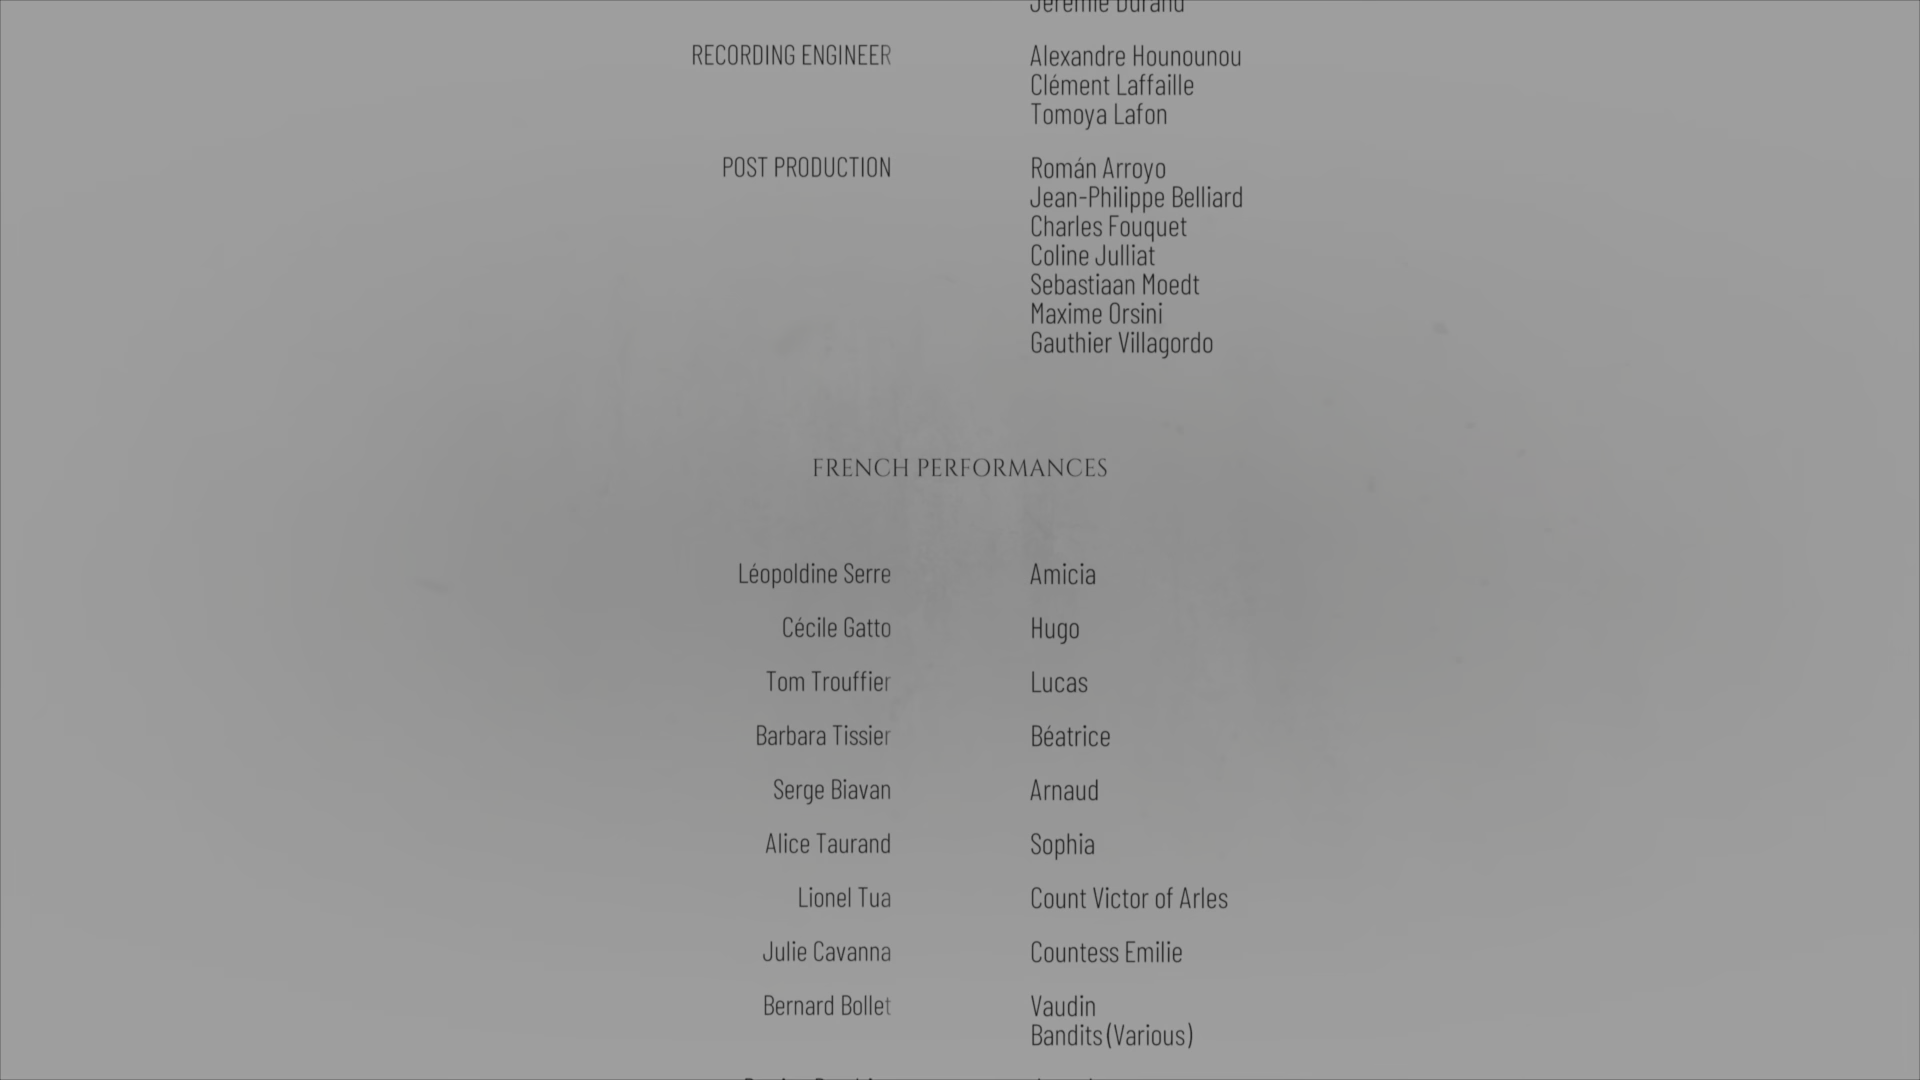 Jérémie Durand
RECORDING ENGINEER Alexandre Hounounou
Clément Laffaille
Tomoya Lafon
POST PRODUCTION Román Arroyo
Jean-Philippe Belliard
Charles Fouquet
Coline Julliat
Sebastiaan Moedt
Maxime Orsini
Gauthier Villagordo
FRENCH PERFORMANCES
Léopoldine Serre Amicia
Cécile Gatto Hugo
Tom Trouffier Lucas
Barbara Tissier Béatrice
Serge Biavan Arnaud
Alice Taurand Sophia
Lionel Tua Count Victor of Arles
Julie Cavanna Countess Emilie
Bernard Bollet Vaudin
Bandits (Various)